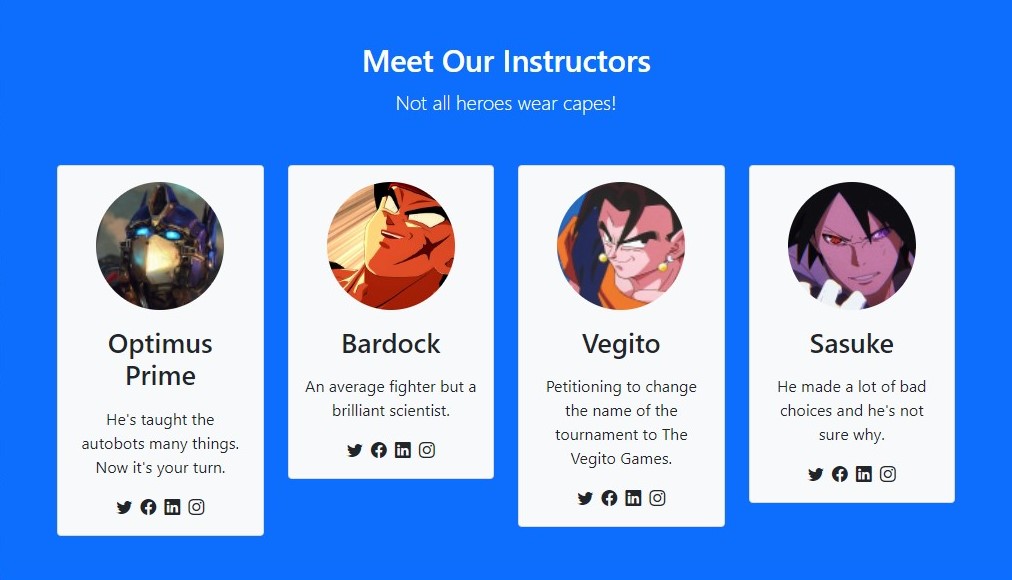 Meet Our Instructors
Not all heroes wear capes!
Optimus
Prime
He's taught the
autobots many things.
Now it's your turn.
Bardock
An average fighter but a
brilliant scientist.
Vegito
Petitioning to change
the name of the
tournament to The
Vegito Games.
Sasuke
He made a lot of bad
choices and he's not
sure why.